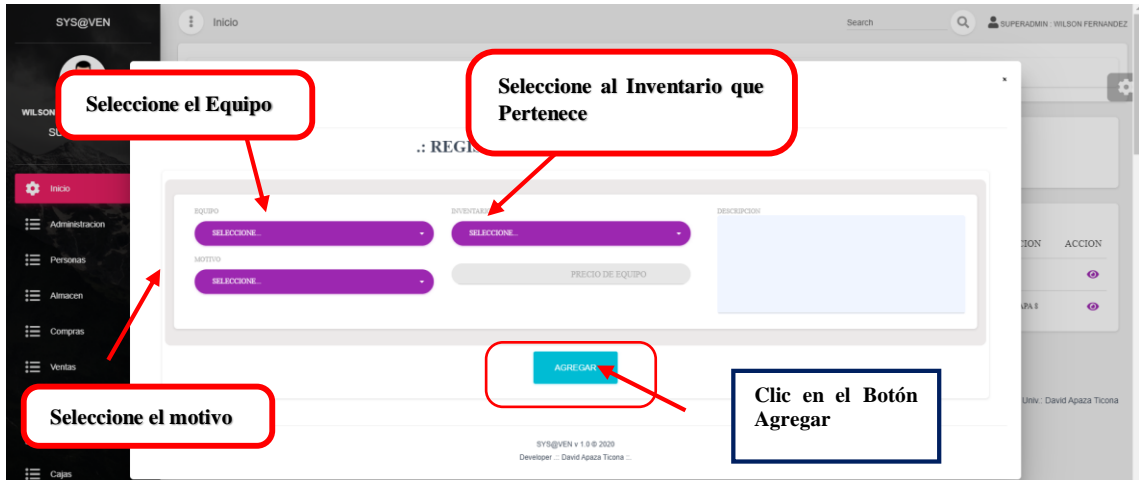 SYS@VEN
Inicio
Search
SUPERADMIN : WILSON FERNANDEZ
WILSON
Inicio
Administracion
Personas
Almacen
Compras
Ventas
Cajas
Seleccione el Equipo
Seleccione al Inventario que
Pertenece
.: REGIS
EQUIPO
SELECCIONE...
INVENTARIO
SELECCIONE...
DESCRIPCION
MOTIVO
SELECCIONE...
PRECIO DE EQUIPO
AGREGAR
Seleccione el motivo
Clic en el Botón
Agregar
SYS@VEN v 1.0 © 2020
Developer .:: David Apaza Ticona ::.
ACCION
Univ.: David Apaza Ticona